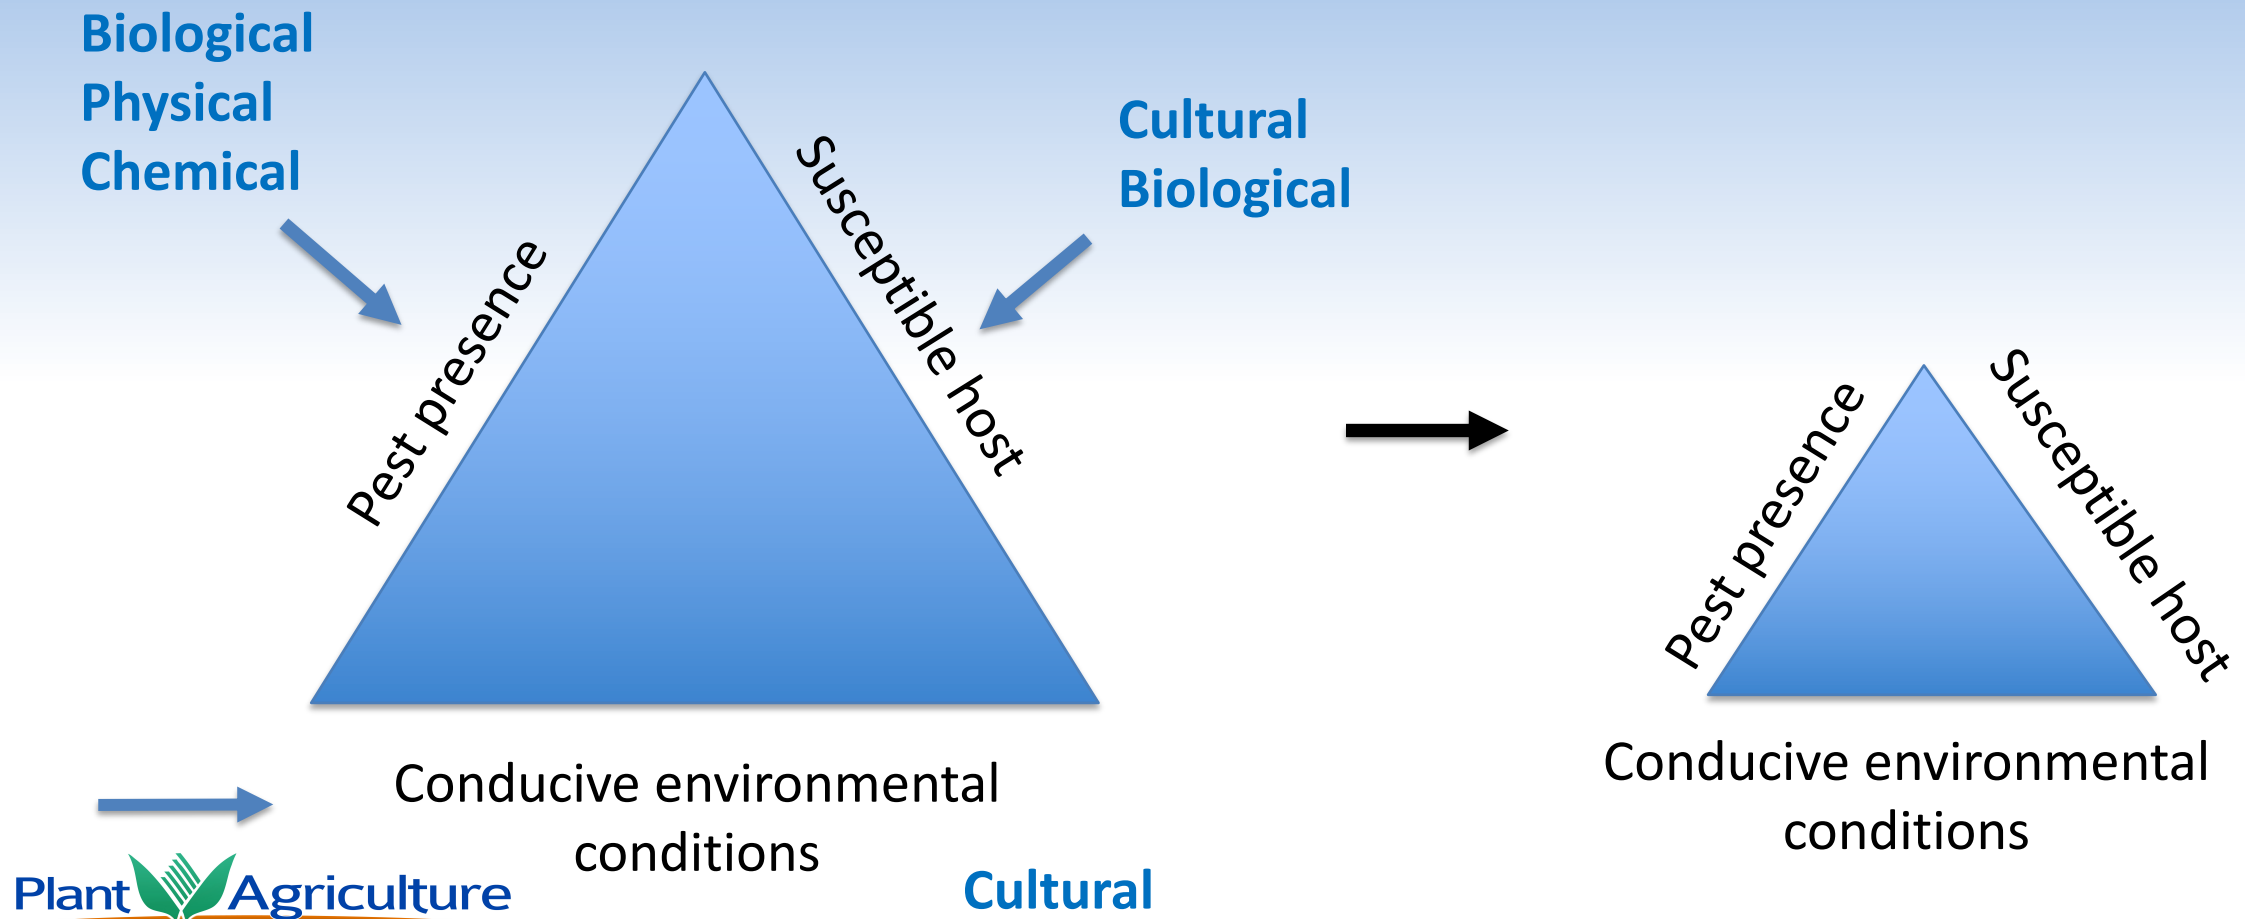 Biological
Physical
Chemical
Cultural
Biological
Pest presence
Susceptible host
Conducive environmental
conditions
Cultural
Pest presence
Susceptible host
Conducive environmental
conditions
Plant Agriculture